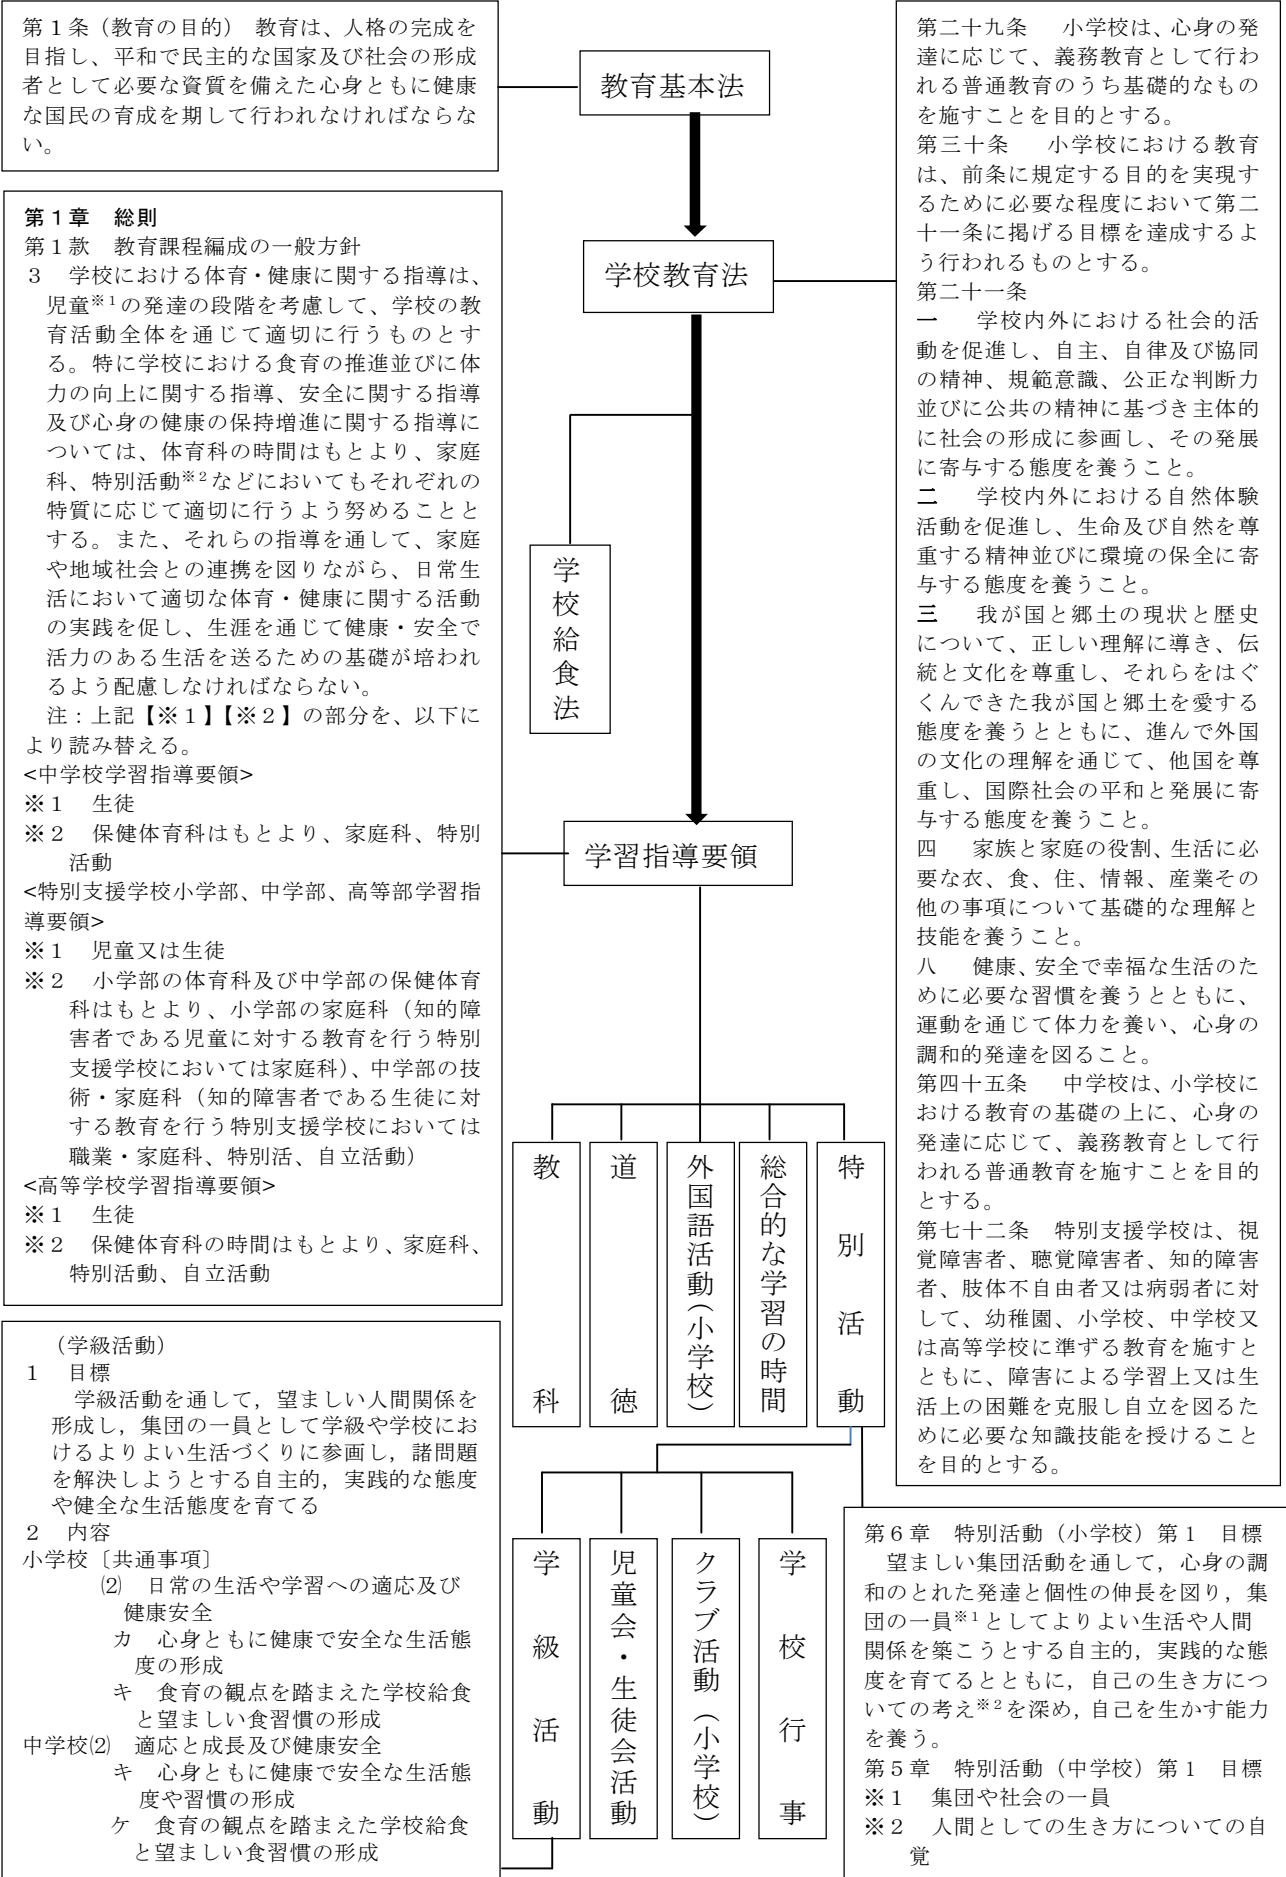 第１条（教育の目的）　教育は、人格の完成を
目指し、平和で民主的な国家及び社会の形成
者として必要な資質を備えた心身ともに健康
な国民の育成を期して行われなければならな
い。
教育基本法
学校教育法
学校給食法
学習指導要領
第１章　総則
第１款　教育課程編成の一般方針
３　学校における体育・健康に関する指導は、
児童※１の発達の段階を考慮して、学校の教
育活動全体を通じて適切に行うものとす
る。特に学校における食育の推進並びに体
力の向上に関する指導、安全に関する指導
及び心身の健康の保持増進に関する指導に
ついては、体育科の時間はもとより、家庭
科、特別活動※２などにおいてもそれぞれの
特質に応じて適切に行うよう努めることと
する。また、それらの指導を通して、家庭
や地域社会との連携を図りながら、日常生
活において適切な体育・健康に関する活動
の実践を促し、生涯を通じて健康・安全で
活力のある生活を送るための基礎が培われ
るよう配慮しなければならない。
注：上記【※１】【※２】の部分を、以下に
より読み替える。
<中学校学習指導要領>
※１　生徒
※２　保健体育科はもとより、家庭科、特別
活動
<特別支援学校小学部、中学部、高等部学習指
導要領>
※１　児童又は生徒
※２　小学部の体育科及び中学部の保健体育
科はもとより、小学部の家庭科（知的障
害者である児童に対する教育を行う特別
支援学校においては家庭科）、中学部の技
術・家庭科（知的障害者である生徒に対
する教育を行う特別支援学校においては
職業・家庭科、特別活、自立活動）
<高等学校学習指導要領>
※１　生徒
※２　保健体育科の時間はもとより、家庭科、
特別活動、自立活動
第二十九条　小学校は、心身の発
達に応じて、義務教育として行わ
れる普通教育のうち基礎的なもの
を施すことを目的とする。
第三十条　小学校における教育
は、前条に規定する目的を実現す
るために必要な程度において第二
十一条に掲げる目標を達成するよ
う行われるものとする。
第二十一条
一　学校内外における社会的活
動を促進し、自主、自律及び協同
の精神、規範意識、公正な判断力
並びに公共の精神に基づき主体的
に社会の形成に参画し、その発展
に寄与する態度を養うこと。
二　学校内外における自然体験
活動を促進し、生命及び自然を尊
重する精神並びに環境の保全に寄
与する態度を養うこと。
三　我が国と郷土の現状と歴史
について、正しい理解に導き、伝
統と文化を尊重し、それらをはぐ
くんできた我が国と郷土を愛する
態度を養うとともに、進んで外国
の文化の理解を通じて、他国を尊
重し、国際社会の平和と発展に寄
与する態度を養うこと。
四　家族と家庭の役割、生活に必
要な衣、食、住、情報、産業その
他の事項について基礎的な理解と
技能を養うこと。
八　健康、安全で幸福な生活のた
めに必要な習慣を養うとともに、
運動を通じて体力を養い、心身の
調和的発達を図ること。
第四十五条　中学校は、小学校に
おける教育の基礎の上に、心身の
発達に応じて、義務教育として行
われる普通教育を施すことを目的
とする。
第七十二条　特別支援学校は、視
覚障害者、聴覚障害者、知的障害
者、肢体不自由者又は病弱者に対
して、幼稚園、小学校、中学校又
は高等学校に準ずる教育を施すと
ともに、障害による学習上又は生
活上の困難を克服し自立を図るた
めに必要な知識技能を授けること
を目的とする。
教科
道徳
外国語活動（小学校）
総合的な学習の時間
特別活動
（学級活動）
１　目標
学級活動を通して，望ましい人間関係を
形成し，集団の一員として学級や学校にお
けるよりよい生活づくりに参画し，諸問題
を解決しようとする自主的，実践的な態度
や健全な生活態度を育てる
２　内容
小学校〔共通事項〕
⑵　日常の生活や学習への適応及び
健康安全
カ　心身ともに健康で安全な生活態
度の形成
キ　食育の観点を踏まえた学校給食
と望ましい食習慣の形成
中学校⑵　適応と成長及び健康安全
キ　心身ともに健康で安全な生活態
度や習慣の形成
ケ　食育の観点を踏まえた学校給食
と望ましい食習慣の形成
学級活動
児童会・生徒会活動
クラブ活動（小学校）
学校行事
第６章　特別活動（小学校）第１　目標
望ましい集団活動を通して，心身の調
和のとれた発達と個性の伸長を図り，集
団の一員※１としてよりよい生活や人間
関係を築こうとする自主的，実践的な態
度を育てるとともに，自己の生き方につ
いての考え※２を深め，自己を生かす能力
を養う。
第５章　特別活動（中学校）第１　目標
※１　集団や社会の一員
※２　人間としての生き方についての自
覚